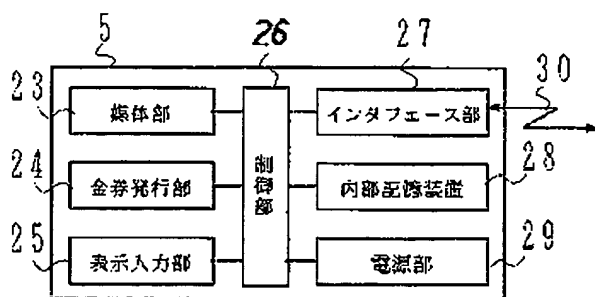 5
26
27
30
23
媒体部
インタフェース部
24
金券発行部
制御部
内部記憶装置
28
25
表示入力部
電源部
29